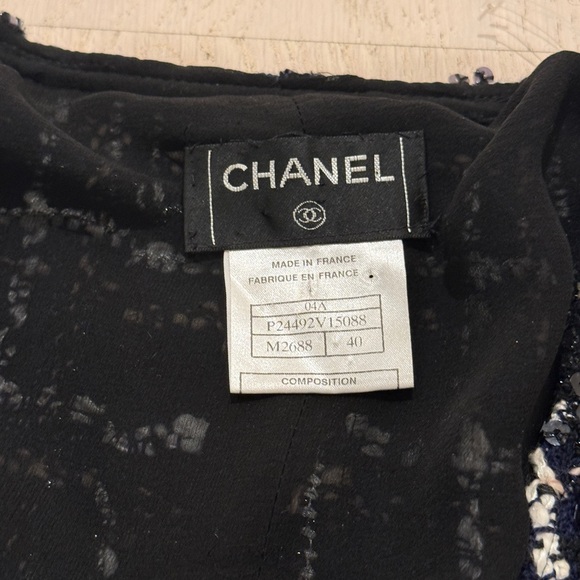 CHANEL
MADE IN FRANCE
FABRIQUE EN FRANCE
04A
P24492V15088
M2688 40
COMPOSITION